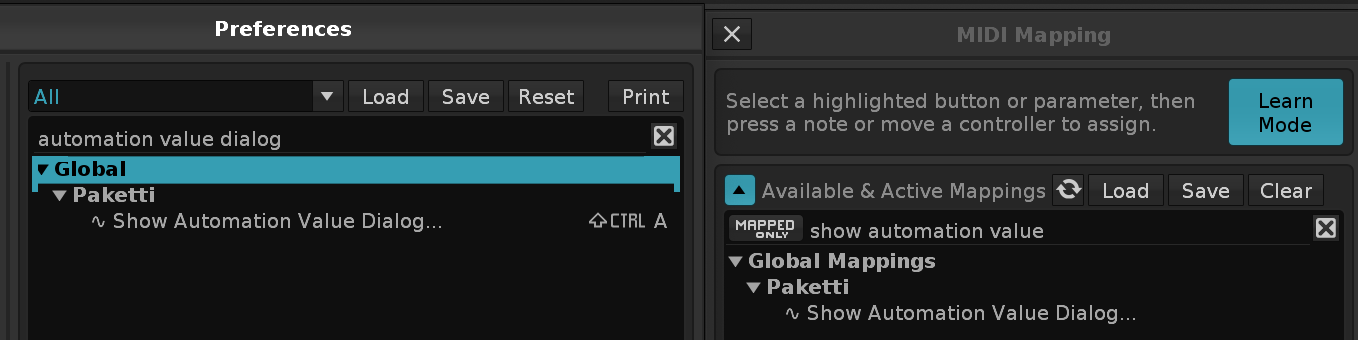 Preferences
All
Load
Save
Reset
Print
automation value dialog
Global
Paketti
Show Automation Value Dialog...
CTRL A
MIDI Mapping
Select a highlighted button or parameter, then
press a note or move a controller to assign.
Learn
Mode
Available & Active Mappings
Load
Save
Clear
MAPPED
ONLY
show automation value
Global Mappings
Paketti
Show Automation Value Dialog...